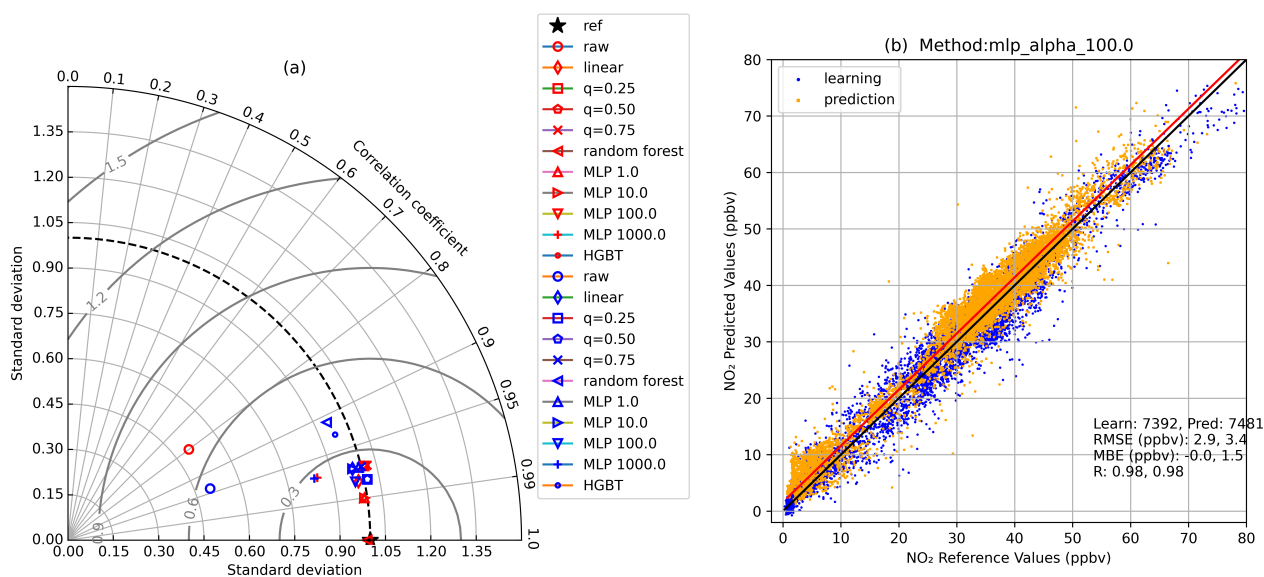 (a)
0.0
0.1
0.2
0.3
0.4
0.5
0.6
0.7
0.8
0.9
0.95
0.99
1.0
Correlation coefficient
1.35
1.20
1.05
0.90
0.75
0.60
0.45
0.30
0.15
0.00
Standard deviation
1.5
1.2
0.9
0.6
0.3
0.00 0.15 0.30 0.45 0.60 0.75 0.90 1.05 1.20 1.35
Standard deviation
ref
raw
linear
q=0.25
q=0.50
q=0.75
random forest
MLP 1.0
MLP 10.0
MLP 100.0
MLP 1000.0
HGBT
raw
linear
q=0.25
q=0.50
q=0.75
random forest
MLP 1.0
MLP 10.0
MLP 100.0
MLP 1000.0
HGBT
(b) Method:mlp_alpha_100.0
learning
prediction
80
70
60
50
40
30
20
10
0
NO₂ Predicted Values (ppbv)
Learn: 7392, Pred: 7481
RMSE (ppbv): 2.9, 3.4
MBE (ppbv): -0.0, 1.5
R: 0.98, 0.98
0 10 20 30 40 50 60 70 80
NO₂ Reference Values (ppbv)